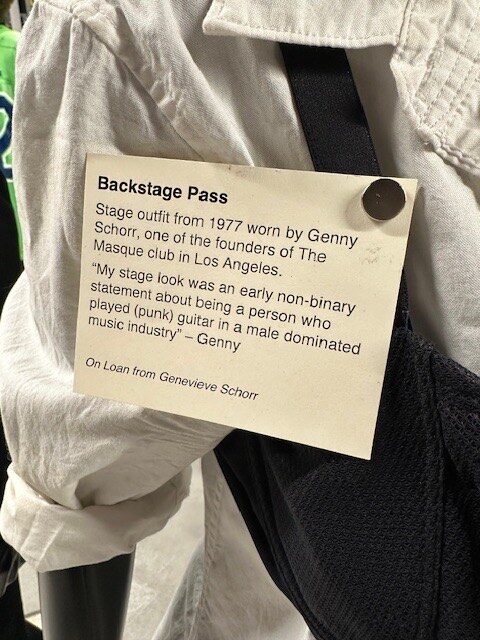 Backstage Pass
Stage outfit from 1977 worn by Genny
Schorr, one of the founders of The
Masque club in Los Angeles.
“My stage look was an early non-binary
statement about being a person who
played (punk) guitar in a male dominated
music industry” – Genny
On Loan from Genevieve Schorr